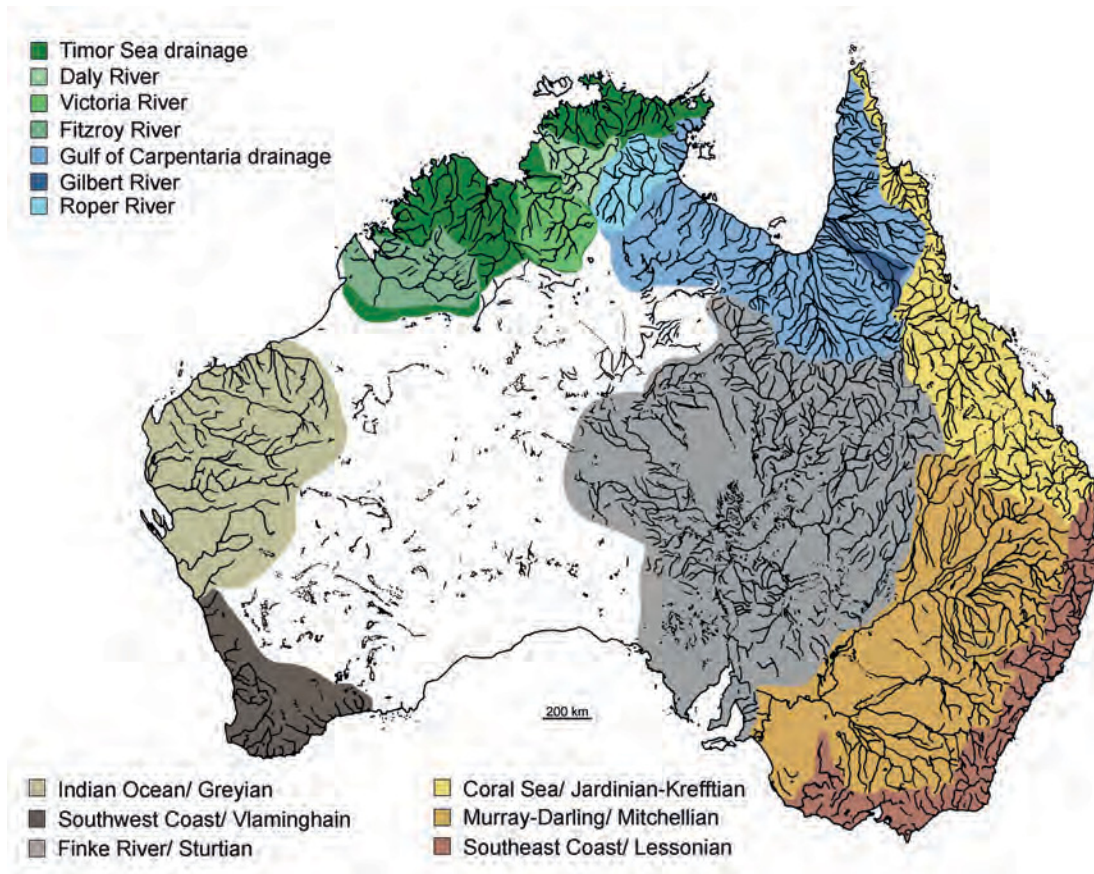 Timor Sea drainage
Daly River
Victoria River
Fitzroy River
Gulf of Carpentaria drainage
Gilbert River
Roper River
200 km
Indian Ocean/ Greyian
Southwest Coast/ Vlaminghain
Finke River/ Sturtian
Coral Sea/ Jardinian-Krefftian
Murray-Darling/ Mitchellian
Southeast Coast/ Lessonian